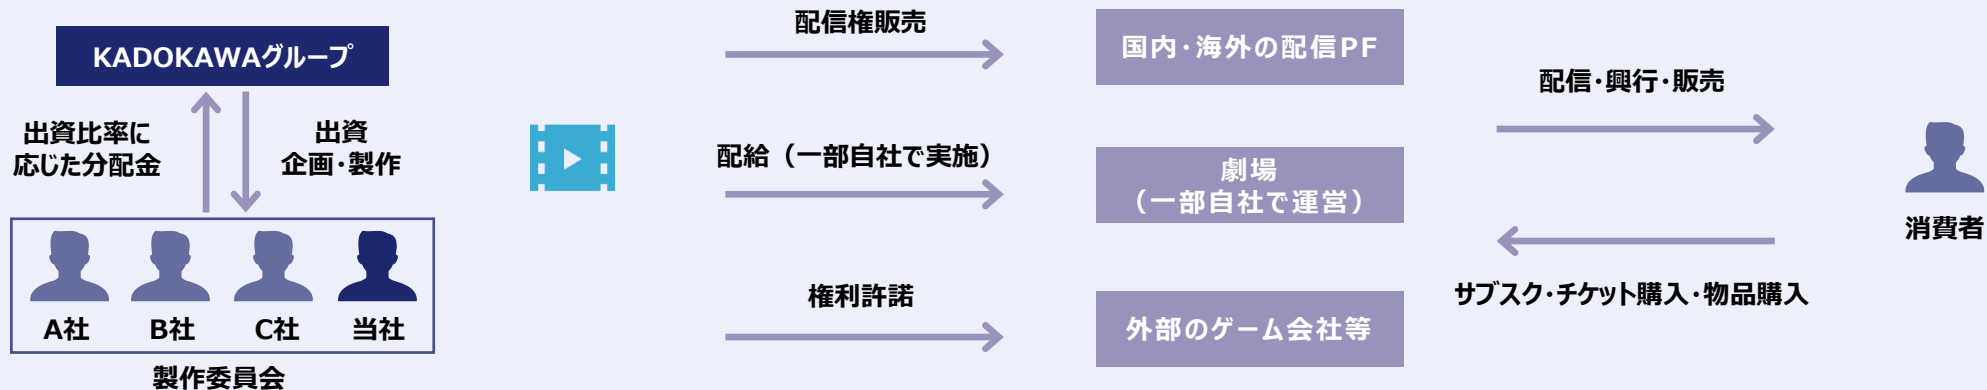 KADOKAWAグループ
出資比率に
応じた分配金
出資
企画・製作
A社
B社
C社
当社
製作委員会
配信権販売
配給（一部自社で実施）
権利許諾
国内・海外の配信PF
劇場
（一部自社で運営）
外部のゲーム会社等
配信・興行・販売
サブスク・チケット購入・物品購入
消費者